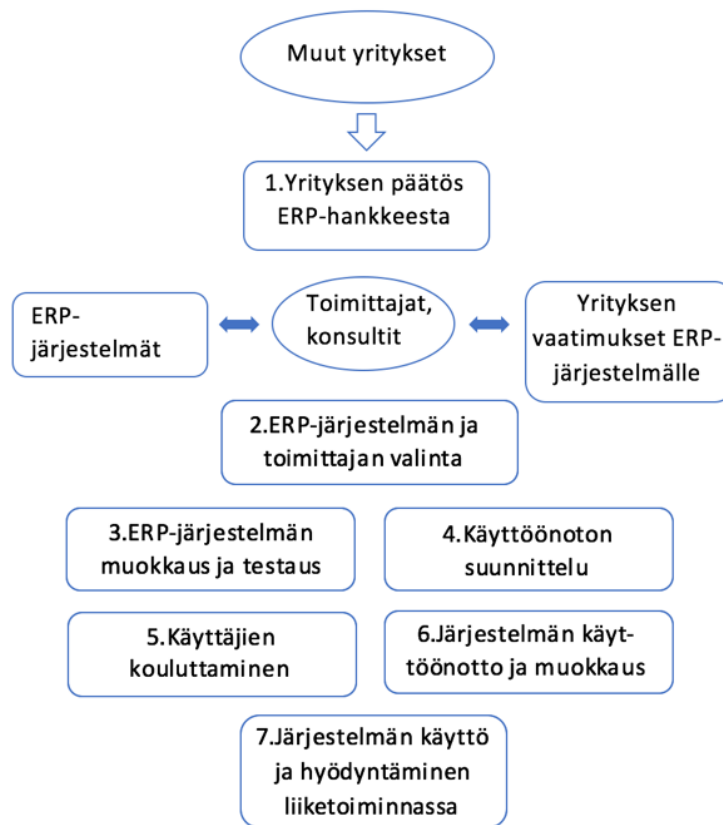 Muut yritykset
1.Yrityksen päätös
ERP-hankkeesta
ERP-
järjestelmät
Toimittajat,
konsultit
Yrityksen
vaatimukset ERP-
järjestelmälle
2.ERP-järjestelmän ja
toimittajan valinta
3.ERP-järjestelmän
muokkaus ja testaus
4.Käyttöönoton
suunnittelu
5.Käyttäjien
kouluttaminen
6.Järjestelmän käyt-
töönotto ja muokkaus
7.Järjestelmän käyttö
ja hyödyntäminen
liiketoiminnassa